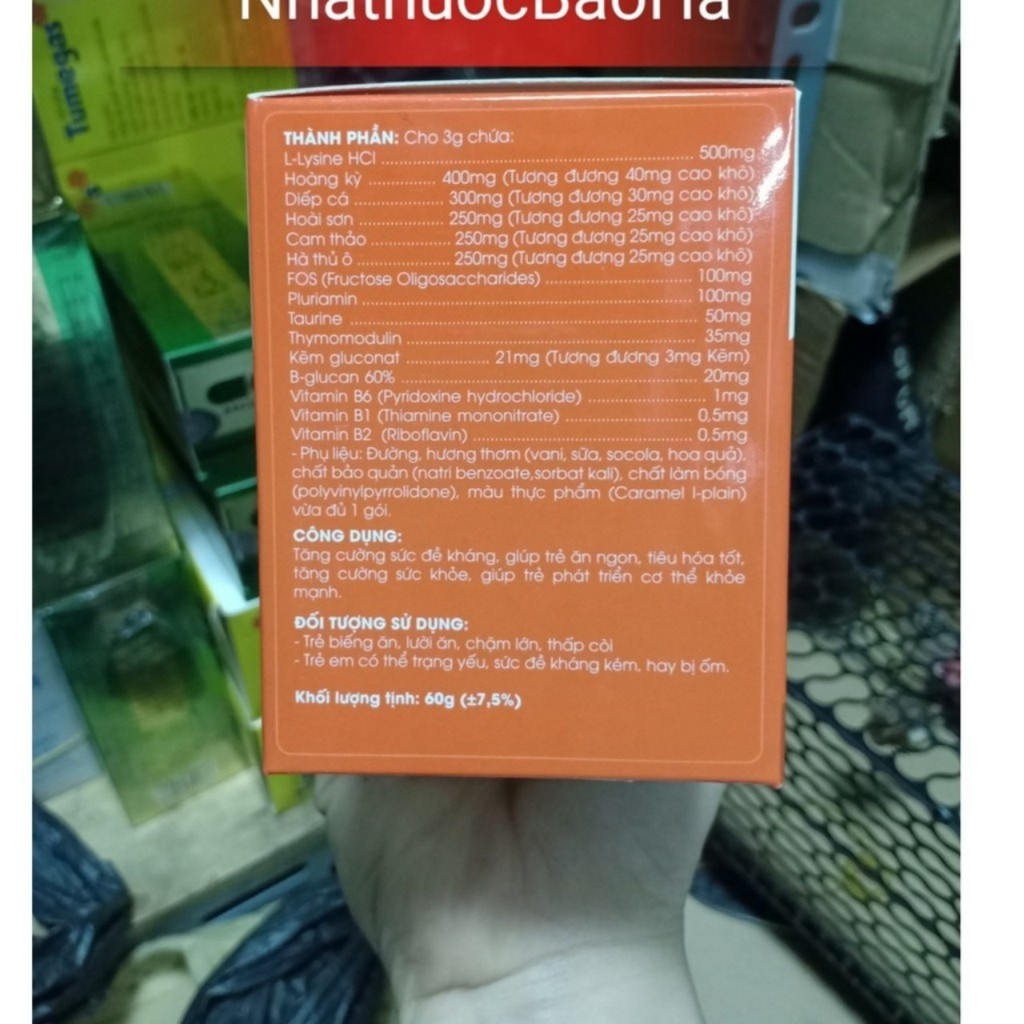 NhathuocBaoHa
Tumogas
THÀNH PHẦN: Cho 3g chứa:
L-Lysine HCl ........ 500mg
Hoàng kỳ ........ 400mg (Tương đương 40mg cao khô)
Diếp cá ........ 300mg (Tương đương 30mg cao khô)
Hoài sơn ........ 250mg (Tương đương 25mg cao khô)
Cam thảo ........ 250mg (Tương đương 25mg cao khô)
Hà thủ ô ........ 250mg (Tương đương 25mg cao khô)
FOS (Fructose Oligosaccharides) ........ 100mg
Pluriamin ........ 100mg
Taurine ........ 50mg
Thymomodulin ........ 35mg
Kẽm gluconat ........ 21mg (Tương đương 3mg Kẽm)
B-glucan 60% ........ 20mg
Vitamin B6 (Pyridoxine hydrochloride) ........ 1mg
Vitamin B1 (Thiamine mononitrate) ........ 0,5mg
Vitamin B2 (Riboflavin) ........ 0,5mg
- Phụ liệu: Đường, hương thơm (vani, sữa, socola, hoa quả),
chất bảo quản (natri benzoate,sorbat kali), chất làm bóng
(polyvinylpyrrolidone), màu thực phẩm (Caramel I-plain)
vừa đủ 1 gói.
CÔNG DỤNG:
Tăng cường sức đề kháng, giúp trẻ ăn ngon, tiêu hóa tốt,
tăng cường sức khỏe, giúp trẻ phát triển cơ thể khỏe
mạnh.
ĐỐI TƯỢNG SỬ DỤNG:
- Trẻ biếng ăn, lười ăn, chậm lớn, thấp còi
- Trẻ em có thể trạng yếu, sức đề kháng kém, hay bị ốm.
Khối lượng tịnh: 60g (±7,5%)